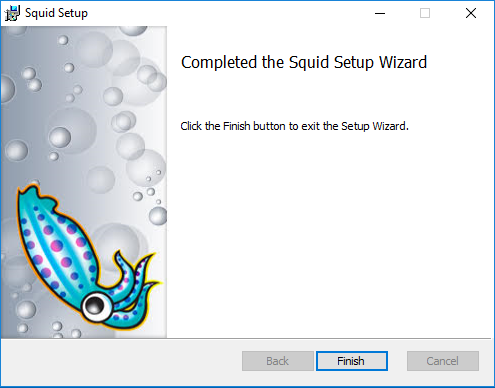 Squid Setup
Completed the Squid Setup Wizard
Click the Finish button to exit the Setup Wizard.
Back
Finish
Cancel